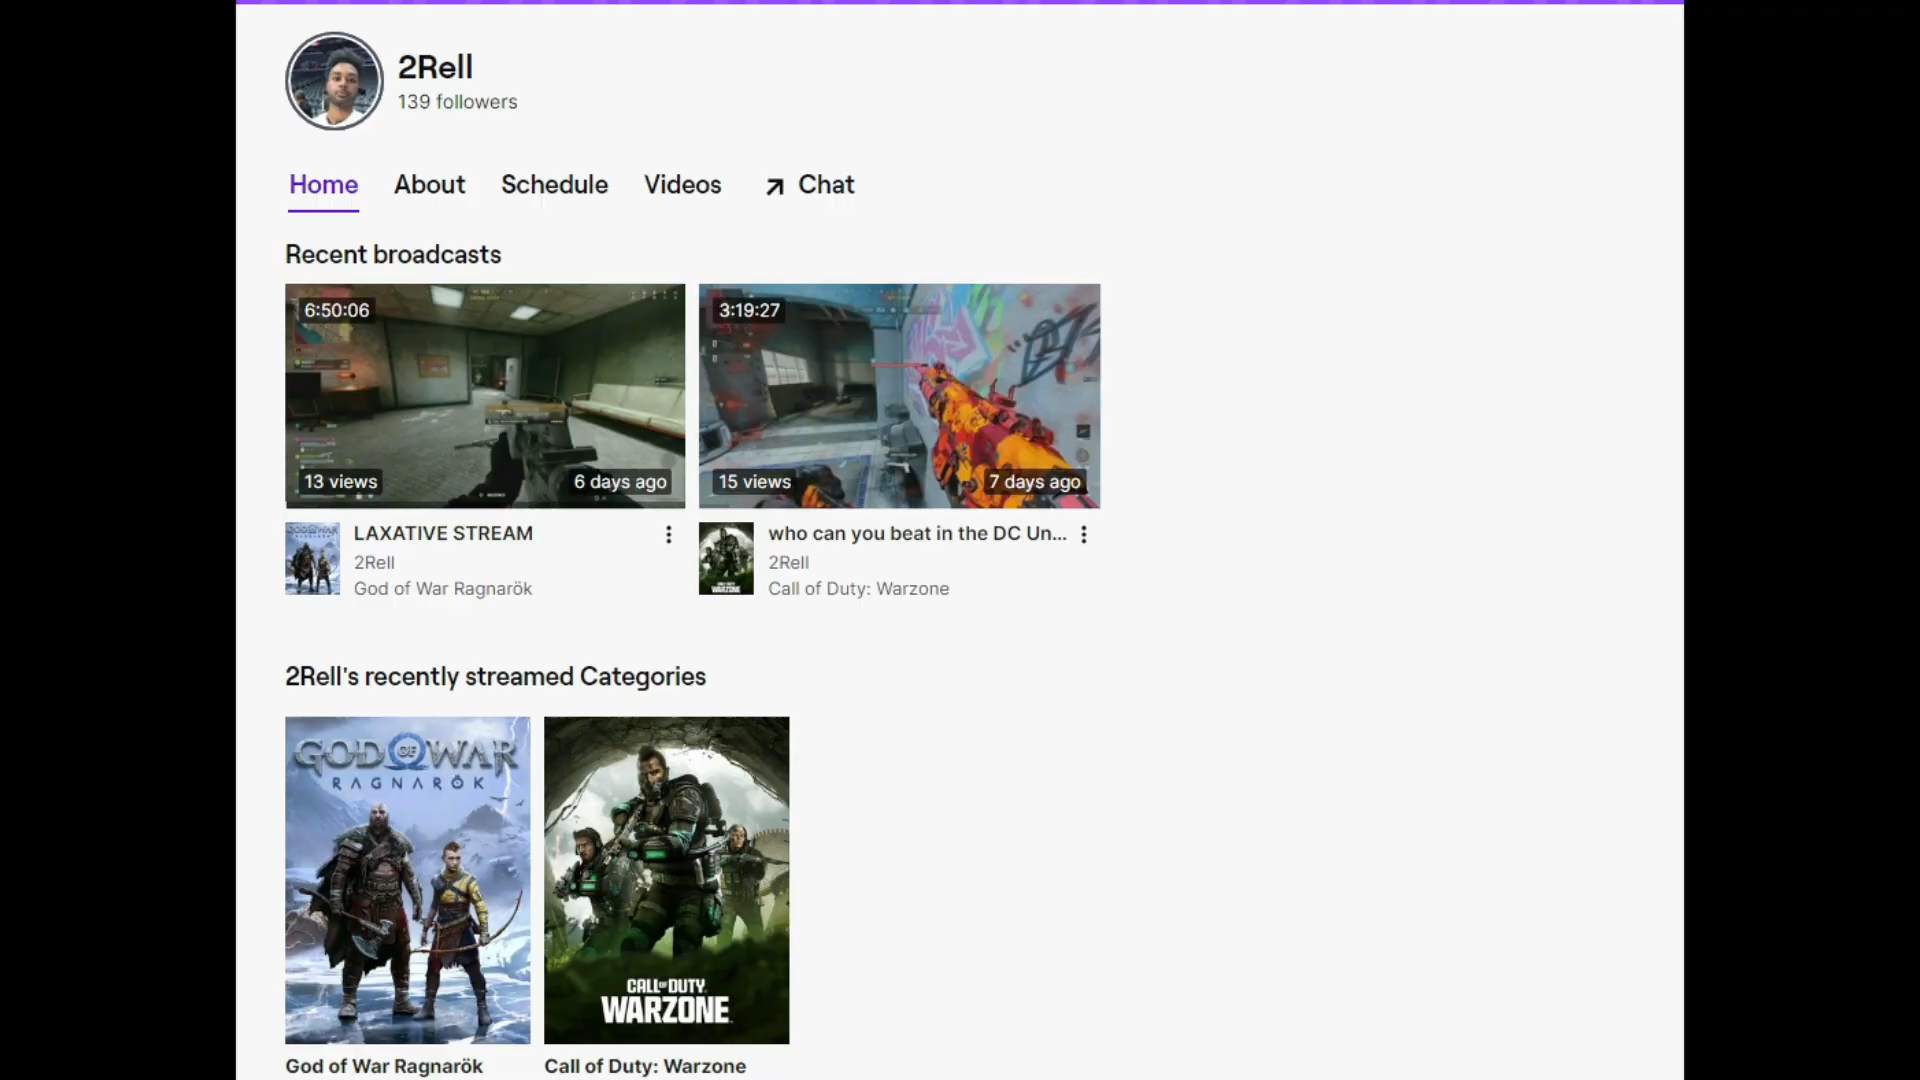 2Rell
139 followers
Home About Schedule Videos Chat
Recent broadcasts
6:50:06
13 views
6 days ago
3:19:27
15 views
7 days ago
LAXATIVE STREAM
2Rell
God of War Ragnarök
who can you beat in the DC Un...
2Rell
Call of Duty: Warzone
WARZONE
2Rell's recently streamed Categories
GOD OF WAR
RAGNARÖK
CALL OF DUTY
WARZONE
God of War Ragnarök
Call of Duty: Warzone